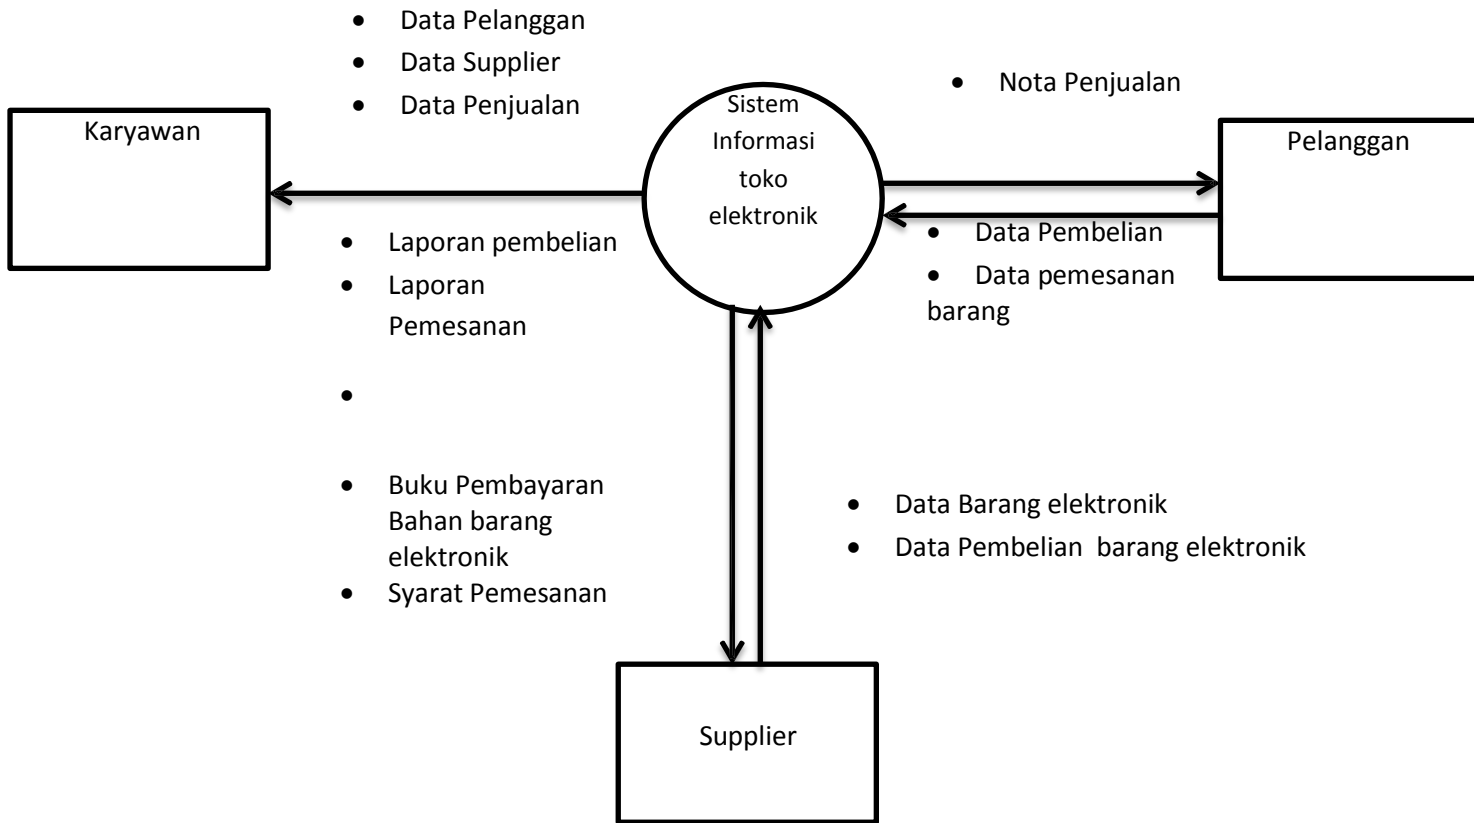 • Data Pelanggan
• Data Supplier
• Data Penjualan
Karyawan
Sistem
Informasi
toko
elektronik
• Nota Penjualan
Pelanggan
• Laporan pembelian
• Laporan
Pemesanan
•
• Data Pembelian
• Data pemesanan
barang
• Buku Pembayaran
Bahan barang
elektronik
• Syarat Pemesanan
• Data Barang elektronik
• Data Pembelian  barang elektronik
Supplier